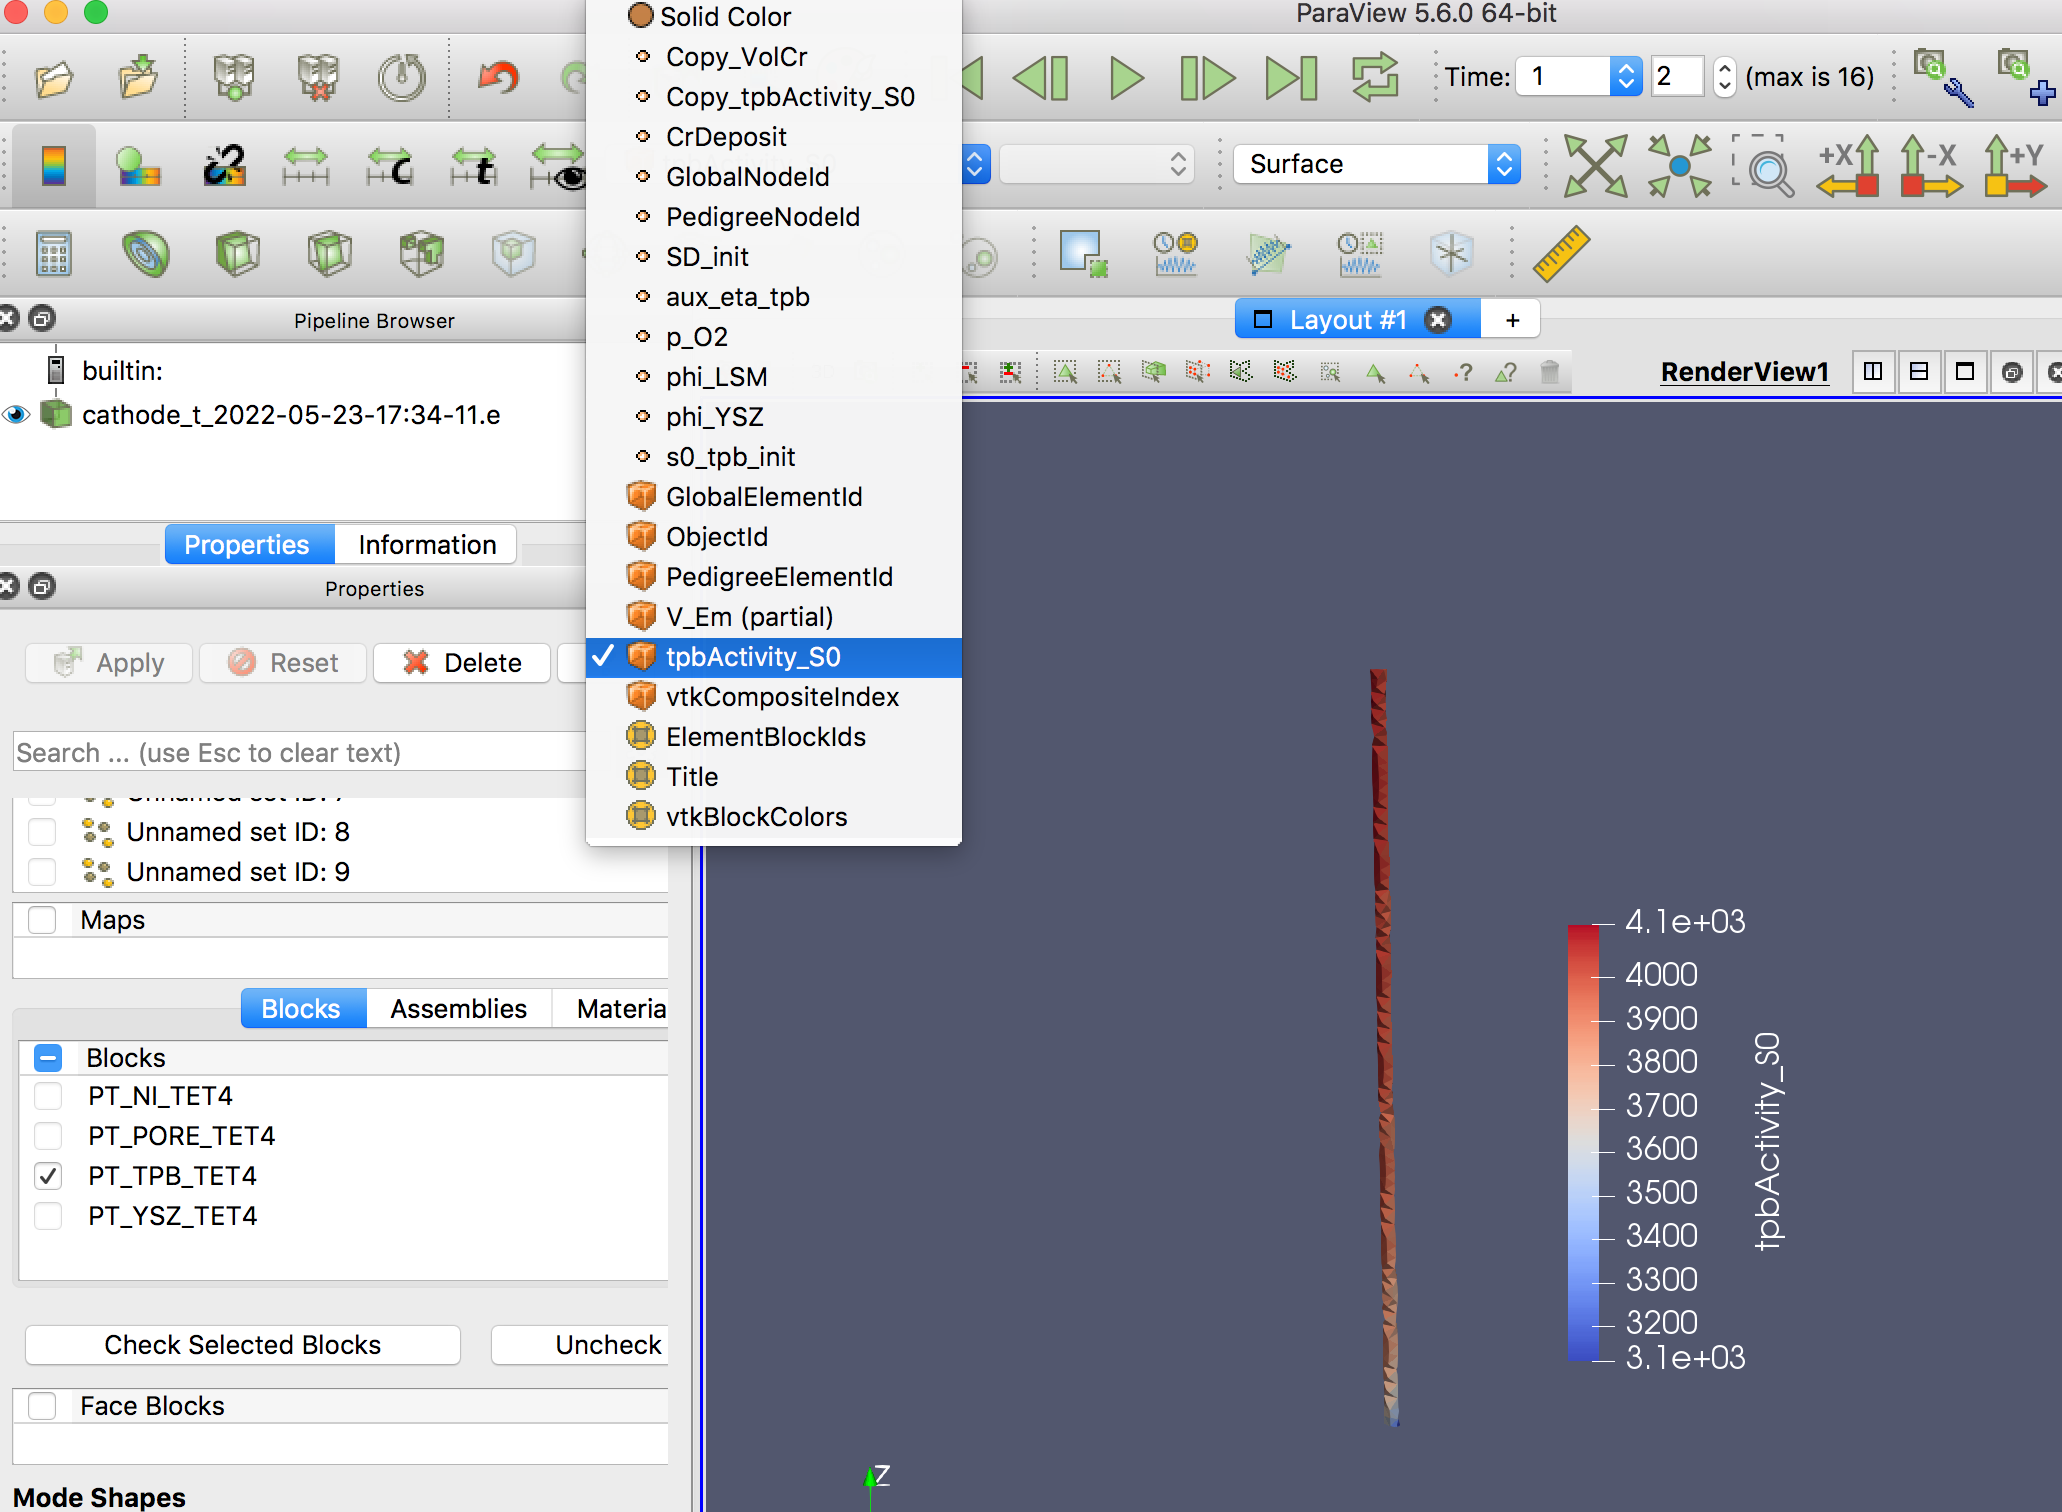 ParaView 5.6.0 64-bit
Solid Color
Copy_VolCr
Copy_tpbActivity_S0
CrDeposit
GlobalNodeId
PedigreeNodeId
SD_init
aux_eta_tpb
p_O2
phi_LSM
phi_YSZ
s0_tpb_init
GlobalElementId
ObjectId
PedigreeElementId
V_Em (partial)
tpbActivity_S0
vtkCompositeIndex
ElementBlockIds
Title
vtkBlockColors
Time: 1 2 (max is 16)
C t
Surface
+X -X +Y
Pipeline Browser
builtin:
cathode_t_2022-05-23-17:34-11.e
Properties Information
Properties
Apply Reset Delete
Search ... (use Esc to clear text)
Unnamed set ID: 7
Unnamed set ID: 8
Unnamed set ID: 9
Maps
Blocks Assemblies Materia
Blocks
PT_NI_TET4
PT_PORE_TET4
PT_TPB_TET4
PT_YSZ_TET4
Check Selected Blocks Uncheck
Face Blocks
Mode Shapes
Layout #1 +
RenderView1
4.1e+03
4000
3900
3800
3700
3600
3500
3400
3300
3200
3.1e+03
tpbActivity_S0
Z